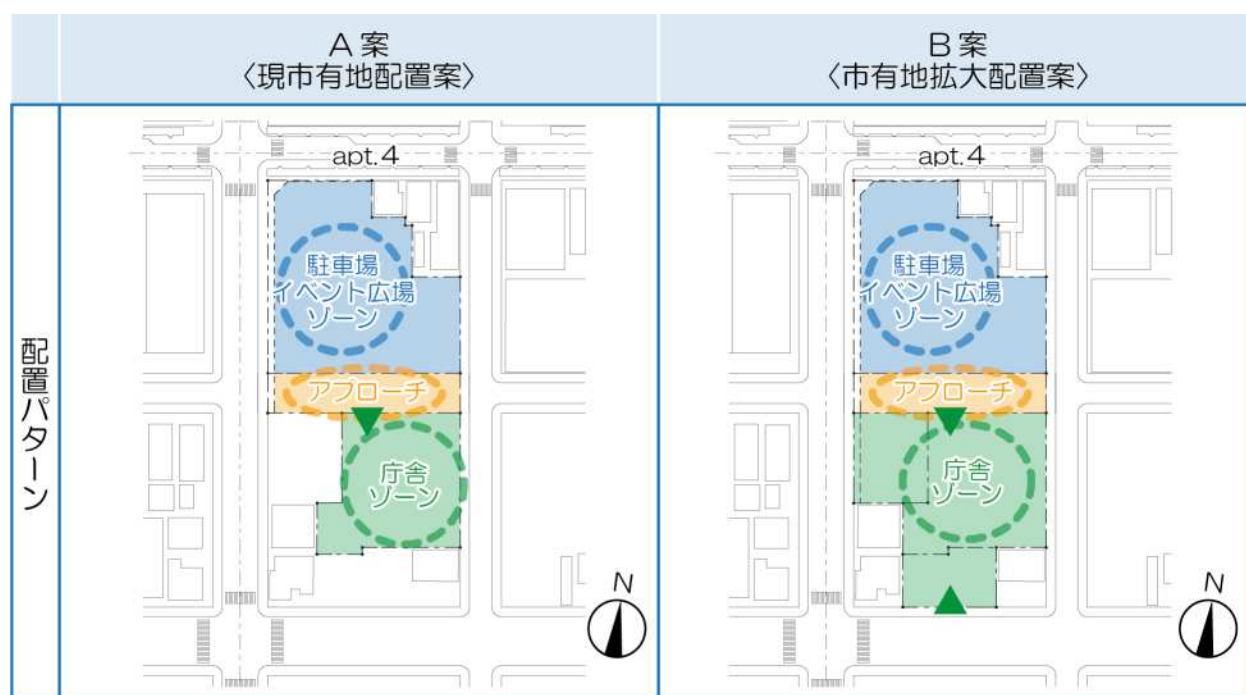 A案
〈現市有地配置案〉
B案
〈市有地拡大配置案〉
配置パターン
apt.4
駐車場
イベント広場
ゾーン
アプローチ
庁舎
ゾーン
N
apt.4
駐車場
イベント広場
ゾーン
アプローチ
庁舎
ゾーン
N